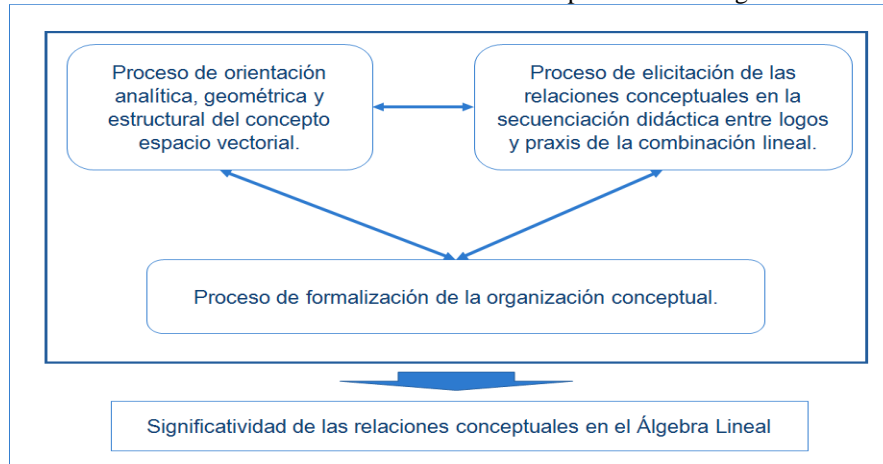 Proceso de orientación
analítica, geométrica y
estructural del concepto
espacio vectorial.
Proceso de elicitación de las
relaciones conceptuales en la
secuenciación didáctica entre logos
y praxis de la combinación lineal.
Proceso de formalización de la organización conceptual.
Significatividad de las relaciones conceptuales en el Álgebra Lineal